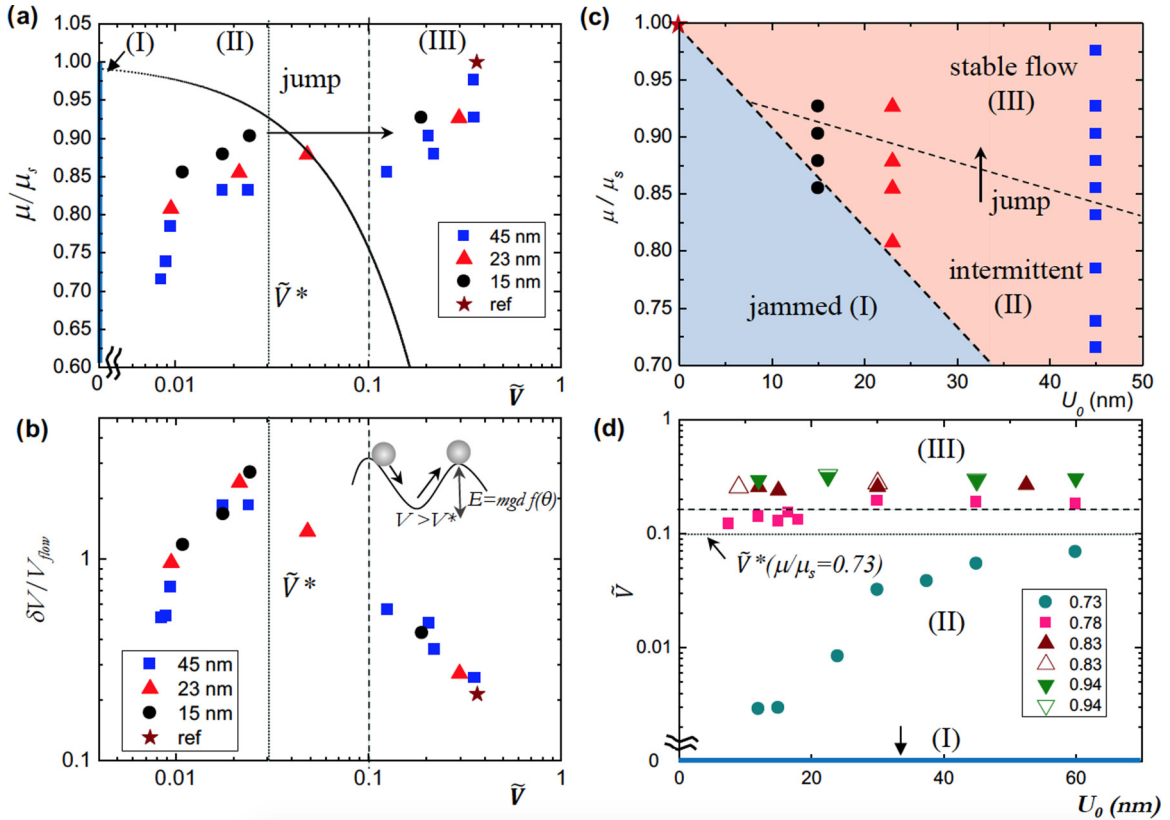 (a)
1.05
1.00
0.95
0.90
0.85
0.80
0.75
0.70
0.65
0.60
μ/μₛ
(I)
(II)
(III)
jump
Ṽ*
45 nm
23 nm
15 nm
ref
0
0.01
0.1
1
Ṽ
(b)
1
0.1
δV/V_flow
Ṽ*
V > V*
E=mgd f(θ)
45 nm
23 nm
15 nm
ref
0.01
0.1
1
Ṽ
(c)
1.00
0.95
0.90
0.85
0.80
0.75
0.70
μ/μₛ
stable flow
(III)
jump
intermittent
(II)
jammed (I)
0
10
20
30
40
50
U₀ (nm)
(d)
1
0.1
0.01
0
Ṽ
(III)
Ṽ*(μ/μₛ=0.73)
(II)
(I)
0.73
0.78
0.83
0.83
0.94
0.94
0
20
40
60
U₀ (nm)